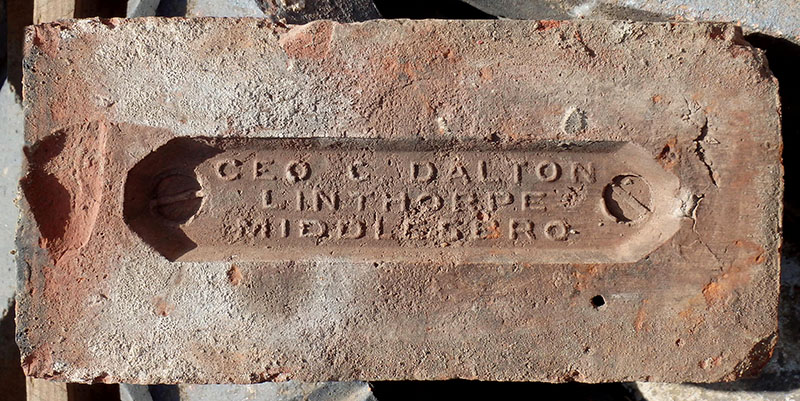 GEO C DALTON
LINTHORPE
MIDDLESBRO